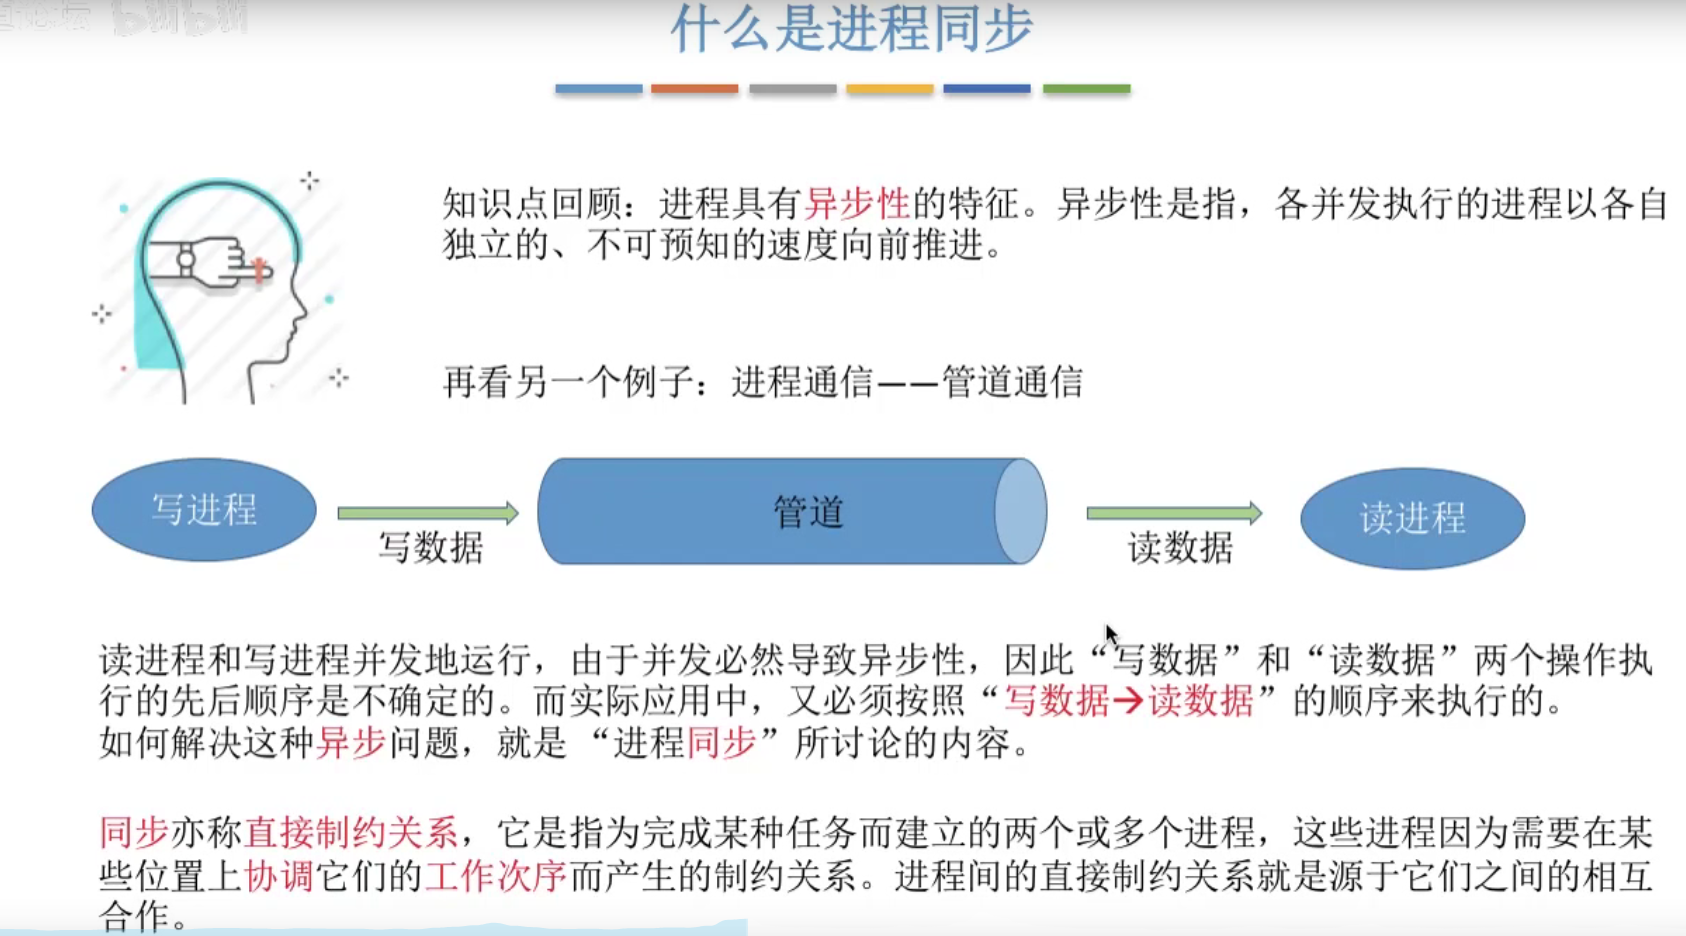 bilibili
什么是进程同步
知识点回顾：进程具有异步性的特征。异步性是指，各并发执行的进程以各自
独立的、不可预知的速度向前推进。
再看另一个例子：进程通信——管道通信
写进程
写数据
管道
读数据
读进程
读进程和写进程并发地运行，由于并发必然导致异步性，因此“写数据”和“读数据”两个操作执
行的先后顺序是不确定的。而实际应用中，又必须按照“写数据→读数据”的顺序来执行的。
如何解决这种异步问题，就是 “进程同步”所讨论的内容。
同步亦称直接制约关系，它是指为完成某种任务而建立的两个或多个进程，这些进程因为需要在某
些位置上协调它们的工作次序而产生的制约关系。进程间的直接制约关系就是源于它们之间的相互
合作。